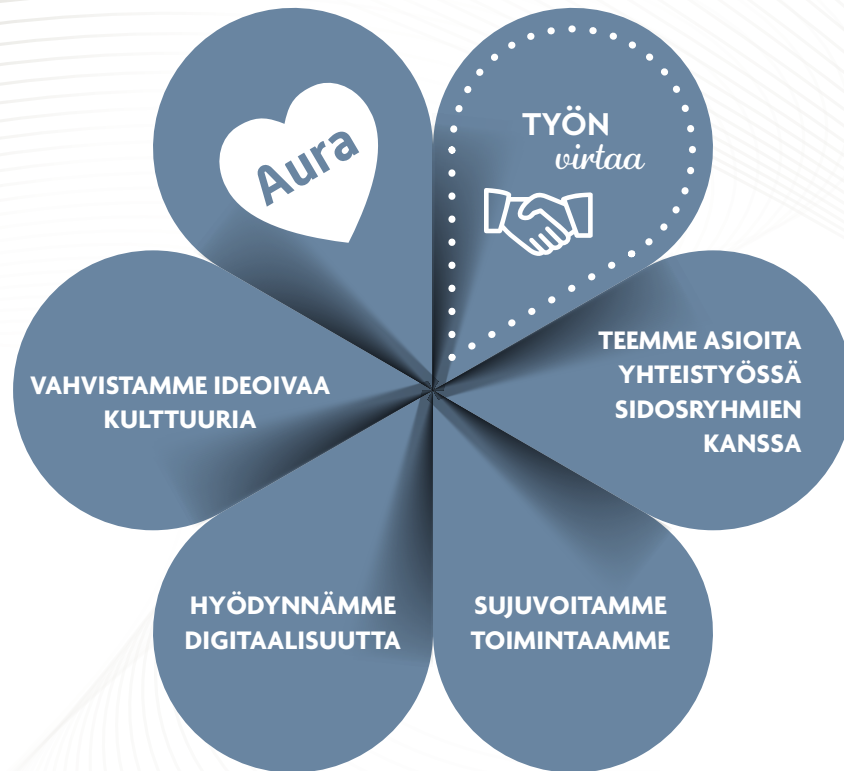 Aura
TYÖN
virtaa
TEEMME ASIOITA
YHTEISTYÖSSÄ
SIDOSRYHMIEN
KANSSA
SUJUVOITAMME
TOIMINTAAMME
HYÖDYNNÄMME
DIGITAALISUUTTA
VAHVISTAMME IDEOIVAA
KULTTUURIA